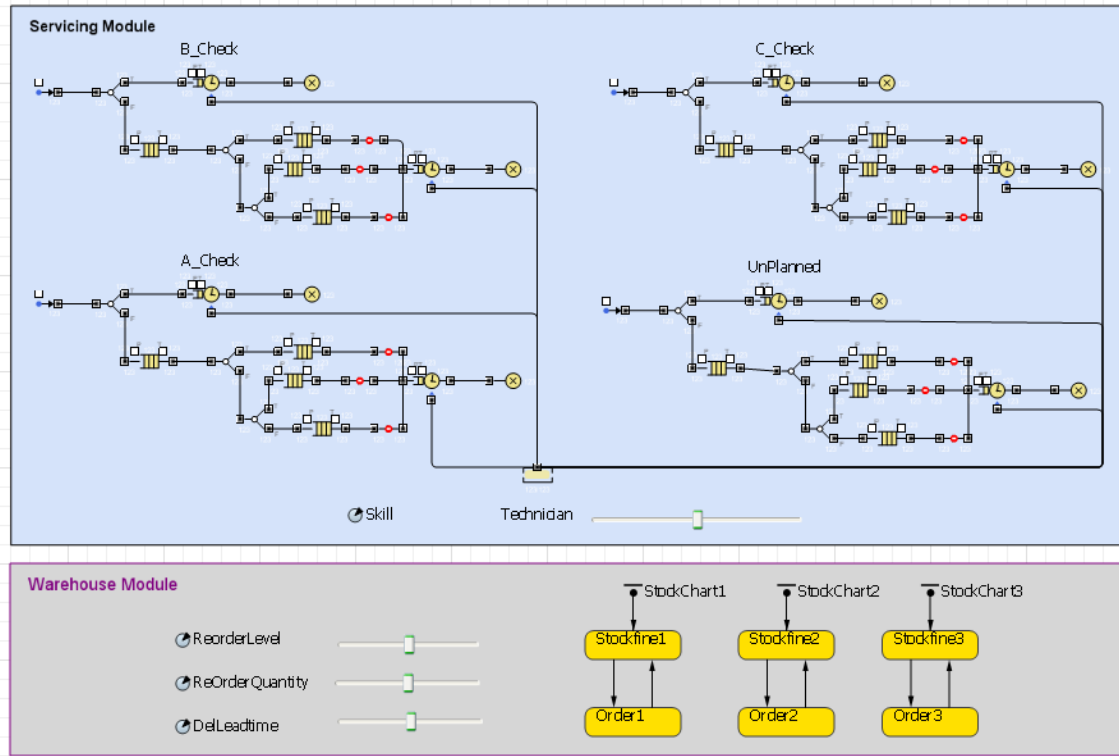 Servicing Module
B_Check
C_Check
A_Check
UnPlanned
Skill
Technician
Warehouse Module
StockChart1
StockChart2
StockChart3
ReorderLevel
Stockfine1
Stockfine2
Stockfine3
ReOrderQuantity
DelLeadtime
Order1
Order2
Order3